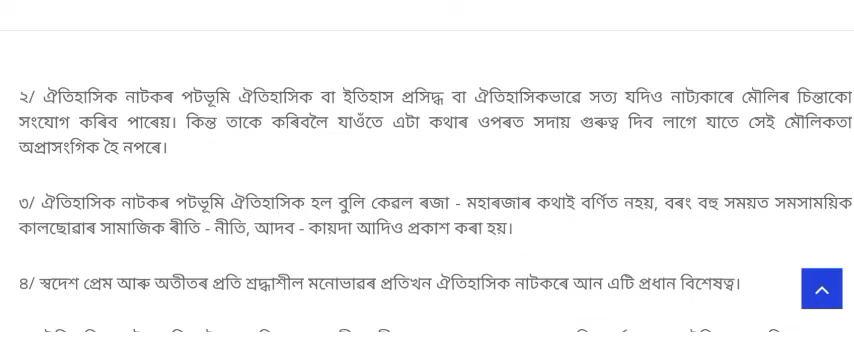 ২/ ঐতিহাসিক নাটকৰ পটভূমি ঐতিহাসিক বা ইতিহাস প্ৰসিদ্ধ বা ঐতিহাসিকভাৱে সত্য যদিও নাট্যকাৰে মৌলিৰ চিন্তাকো
সংযোগ কৰিব পাৰেয়। কিন্ত তাকে কৰিবলৈ যাওঁতে এটা কথাৰ ওপৰত সদায় গুৰুত্ব দিব লাগে যাতে সেই মৌলিকতা
অপ্ৰাসংগিক হৈ নপৰে।
৩/ ঐতিহাসিক নাটকৰ পটভূমি ঐতিহাসিক হল বুলি কেৱল ৰজা - মহাৰজাৰ কথাই বৰ্ণিত নহয়, বৰং বহু সময়ত সমসাময়িক
কালছোৱাৰ সামাজিক ৰীতি - নীতি, আদব - কায়দা আদিও প্ৰকাশ কৰা হয়।
৪/ স্বদেশ প্ৰেম আৰু অতীতৰ প্ৰতি শ্ৰদ্ধাশীল মনোভাৱৰ প্ৰতিখন ঐতিহাসিক নাটকৰে আন এটি প্ৰধান বিশেষত্ব।